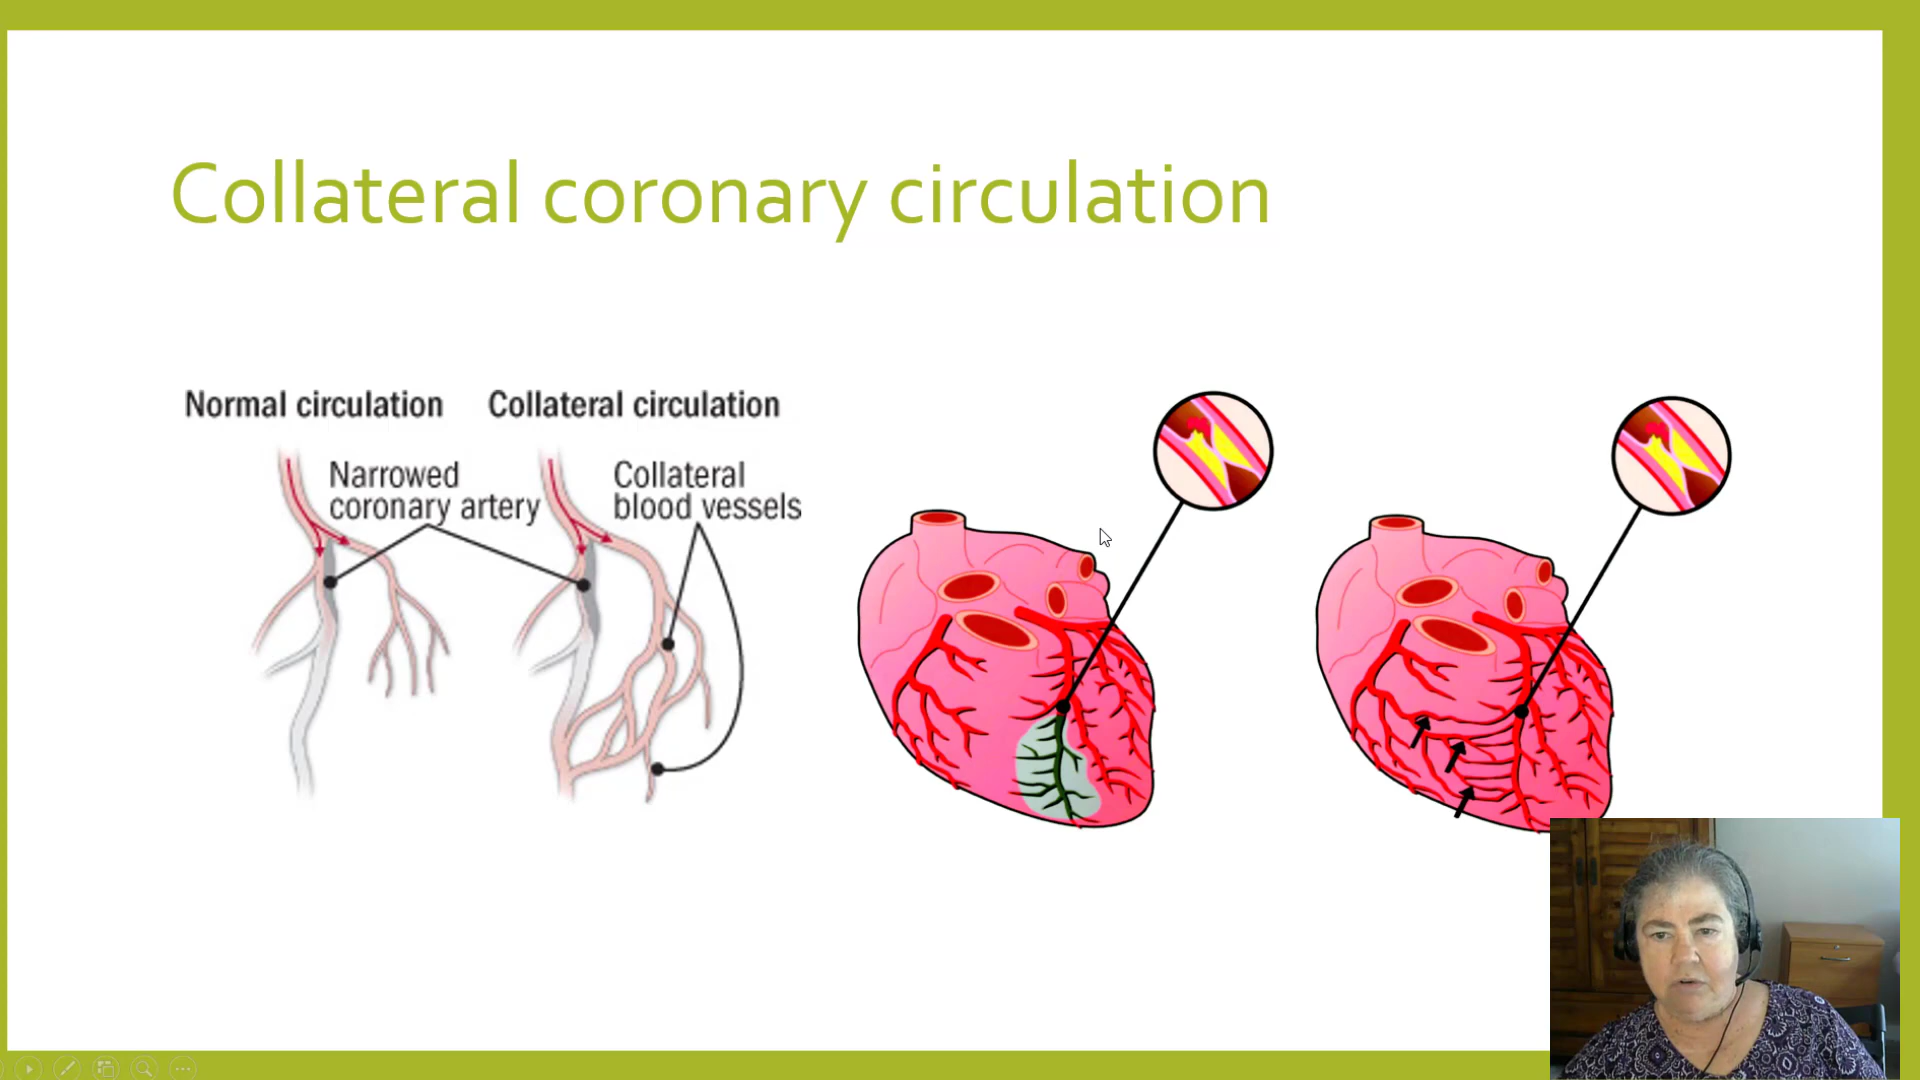 Collateral coronary circulation
Normal circulation
Collateral circulation
Narrowed
coronary artery
Collateral
blood vessels